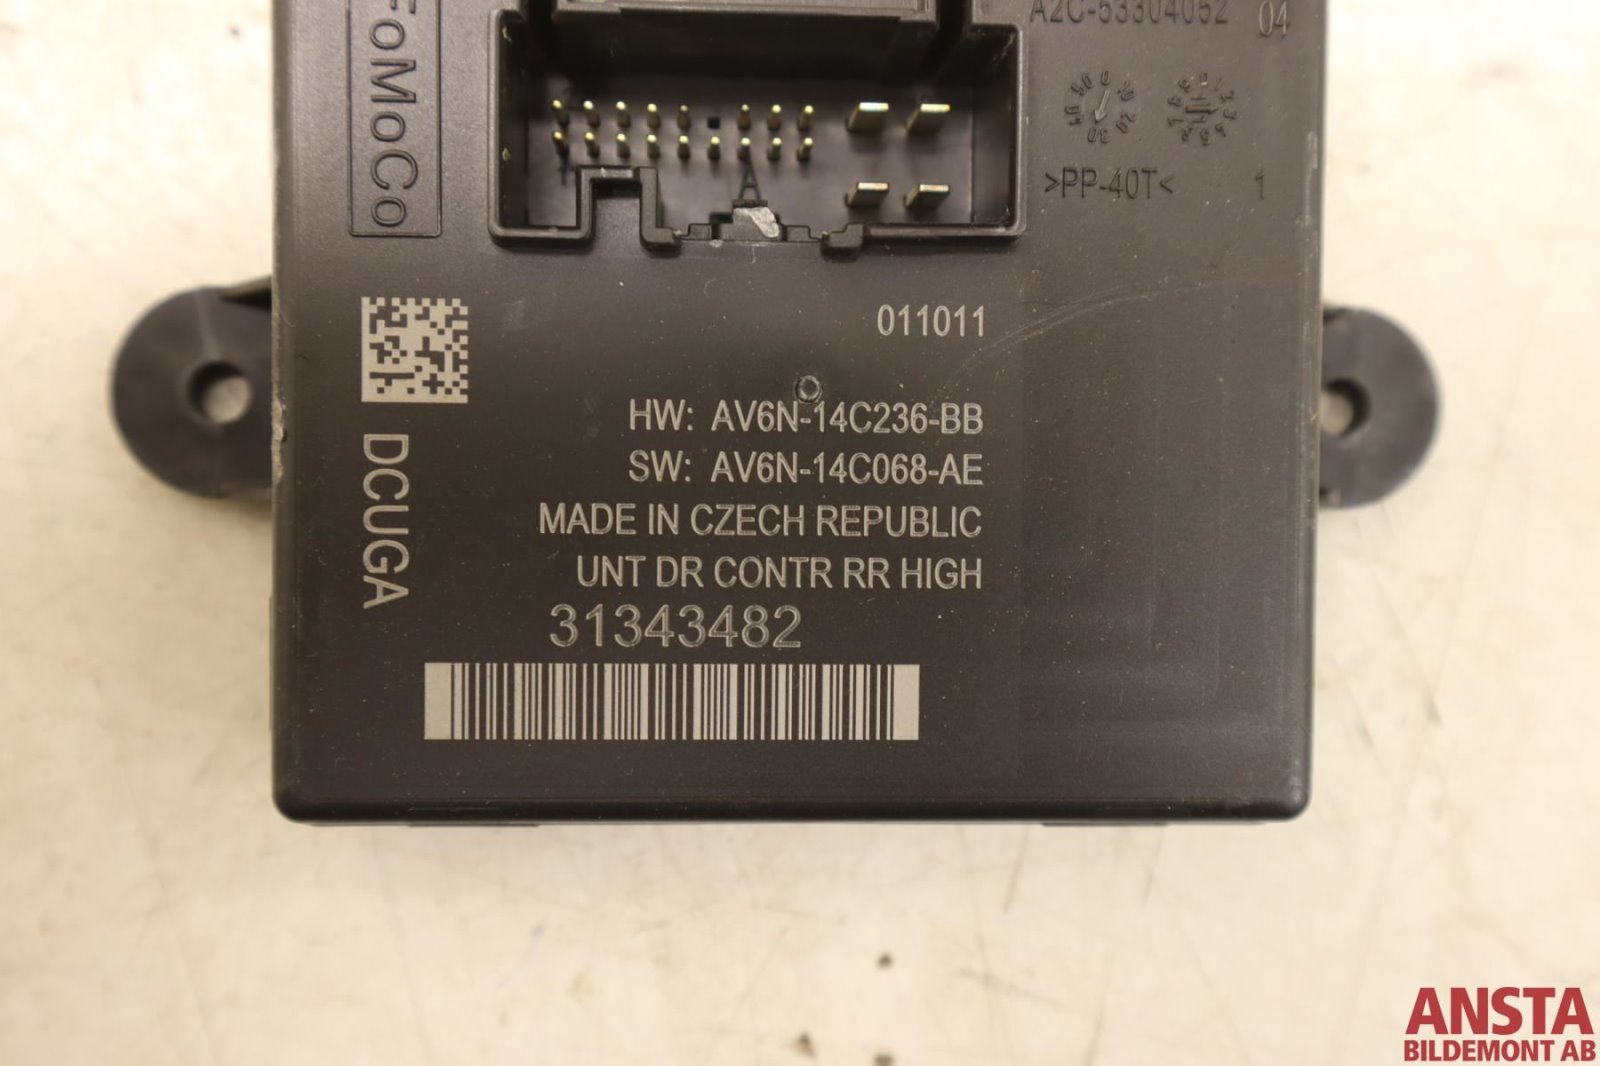 FoMoCo
A2C-53304052
04
>PP-40T<
1
A
011011
HW: AV6N-14C236-BB
SW: AV6N-14C068-AE
MADE IN CZECH REPUBLIC
UNT DR CONTR RR HIGH
31343482
DCUGA
ANSTA
BILDEMONT AB